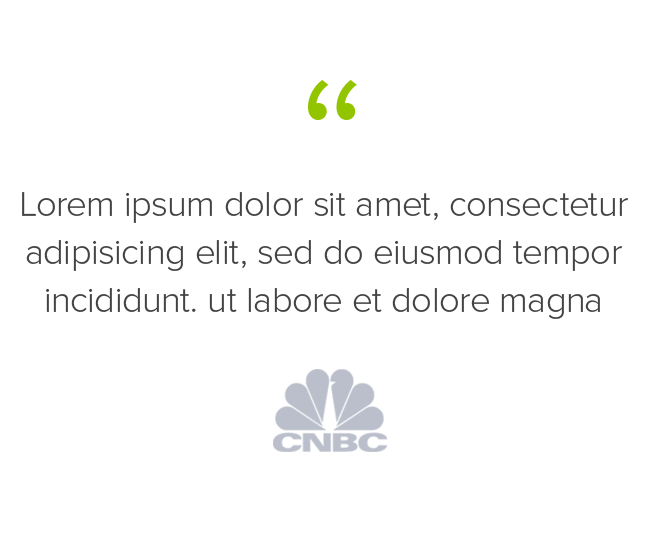 “
Lorem ipsum dolor sit amet, consectetur
adipisicing elit, sed do eiusmod tempor
incididunt. ut labore et dolore magna
CNBC